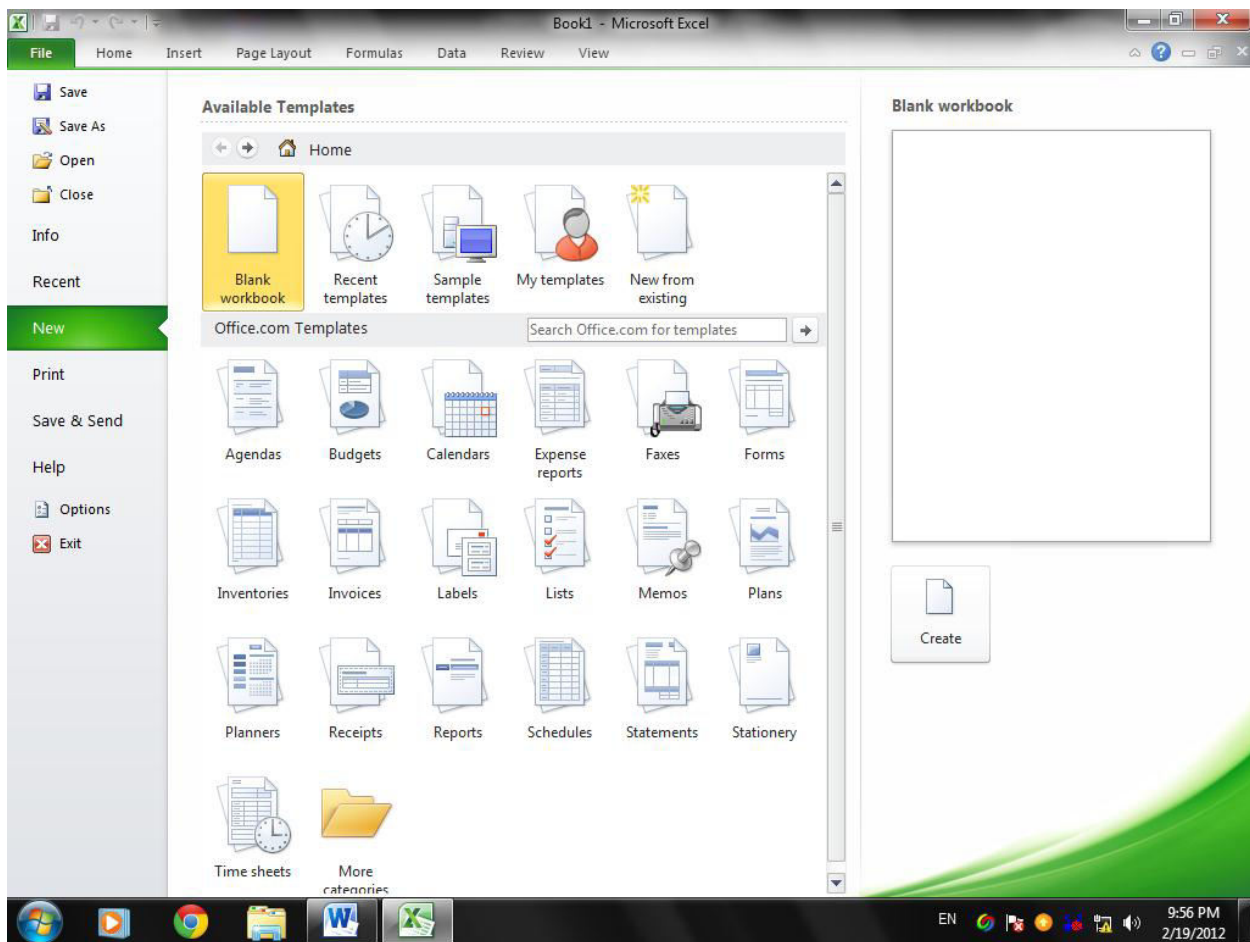 Book1 - Microsoft Excel
File Home Insert Page Layout Formulas Data Review View
Save
Save As
Open
Close
Info
Recent
New
Print
Save & Send
Help
Options
Exit
Available Templates
Home
Blank workbook
Recent templates
Sample templates
My templates
New from existing
Office.com Templates
Search Office.com for templates
Agendas
Budgets
Calendars
Expense reports
Faxes
Forms
Inventories
Invoices
Labels
Lists
Memos
Plans
Planners
Receipts
Reports
Schedules
Statements
Stationery
Time sheets
More categories
Blank workbook
Create
EN
9:56 PM
2/19/2012